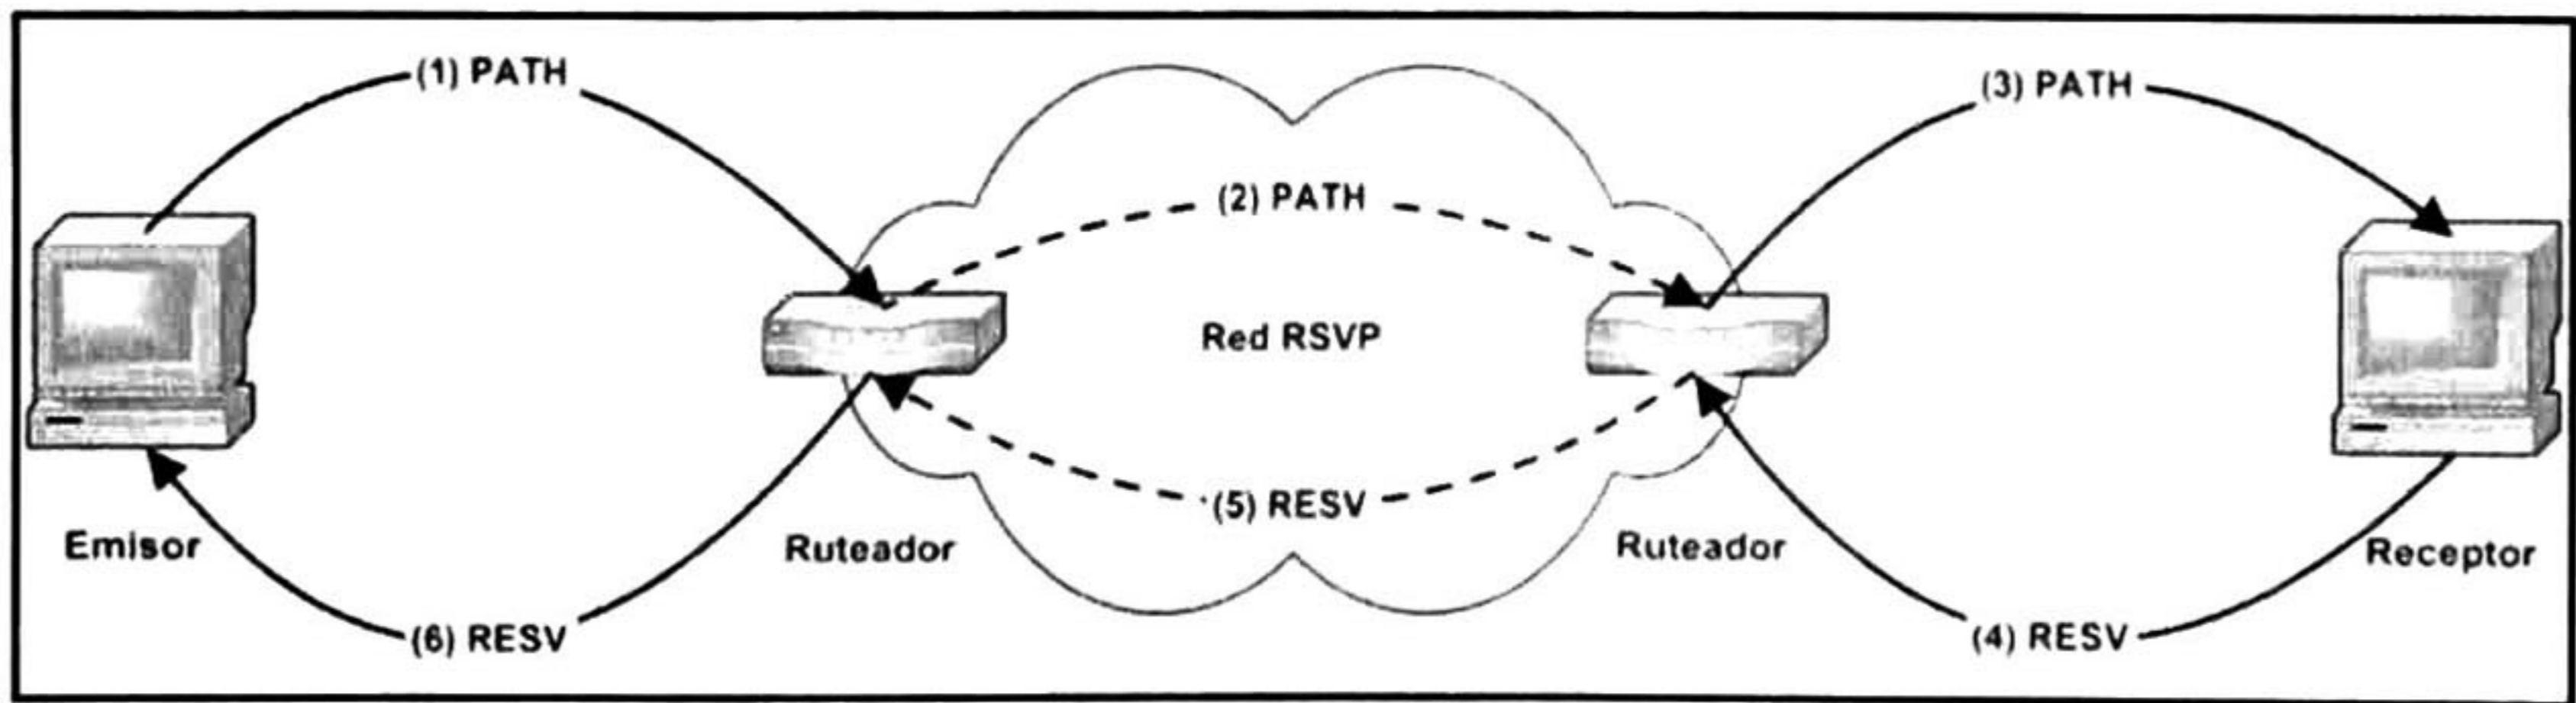 (1) PATH
(3) PATH
(2) PATH
Red RSVP
(5) RESV
Emisor
Ruteador
Ruteador
Receptor
(6) RESV
(4) RESV